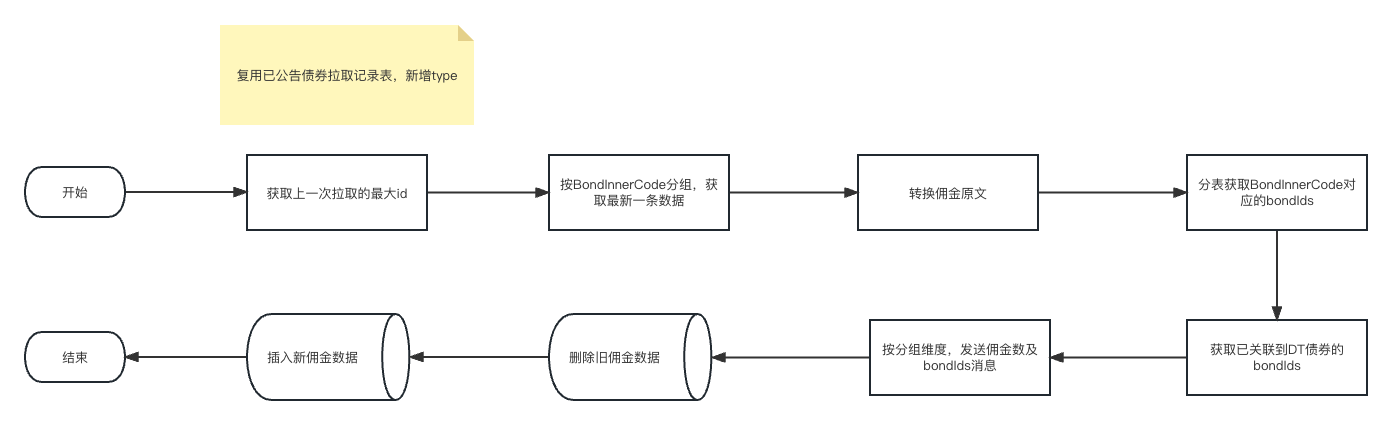 复用已公告债券拉取记录表，新增type
开始
获取上一次拉取的最大id
按BondInnerCode分组，获
取最新一条数据
转换佣金原文
分表获取BondInnerCode对
应的bondIds
获取已关联到DT债券的
bondIds
按分组维度，发送佣金数及
bondIds消息
删除旧佣金数据
插入新佣金数据
结束